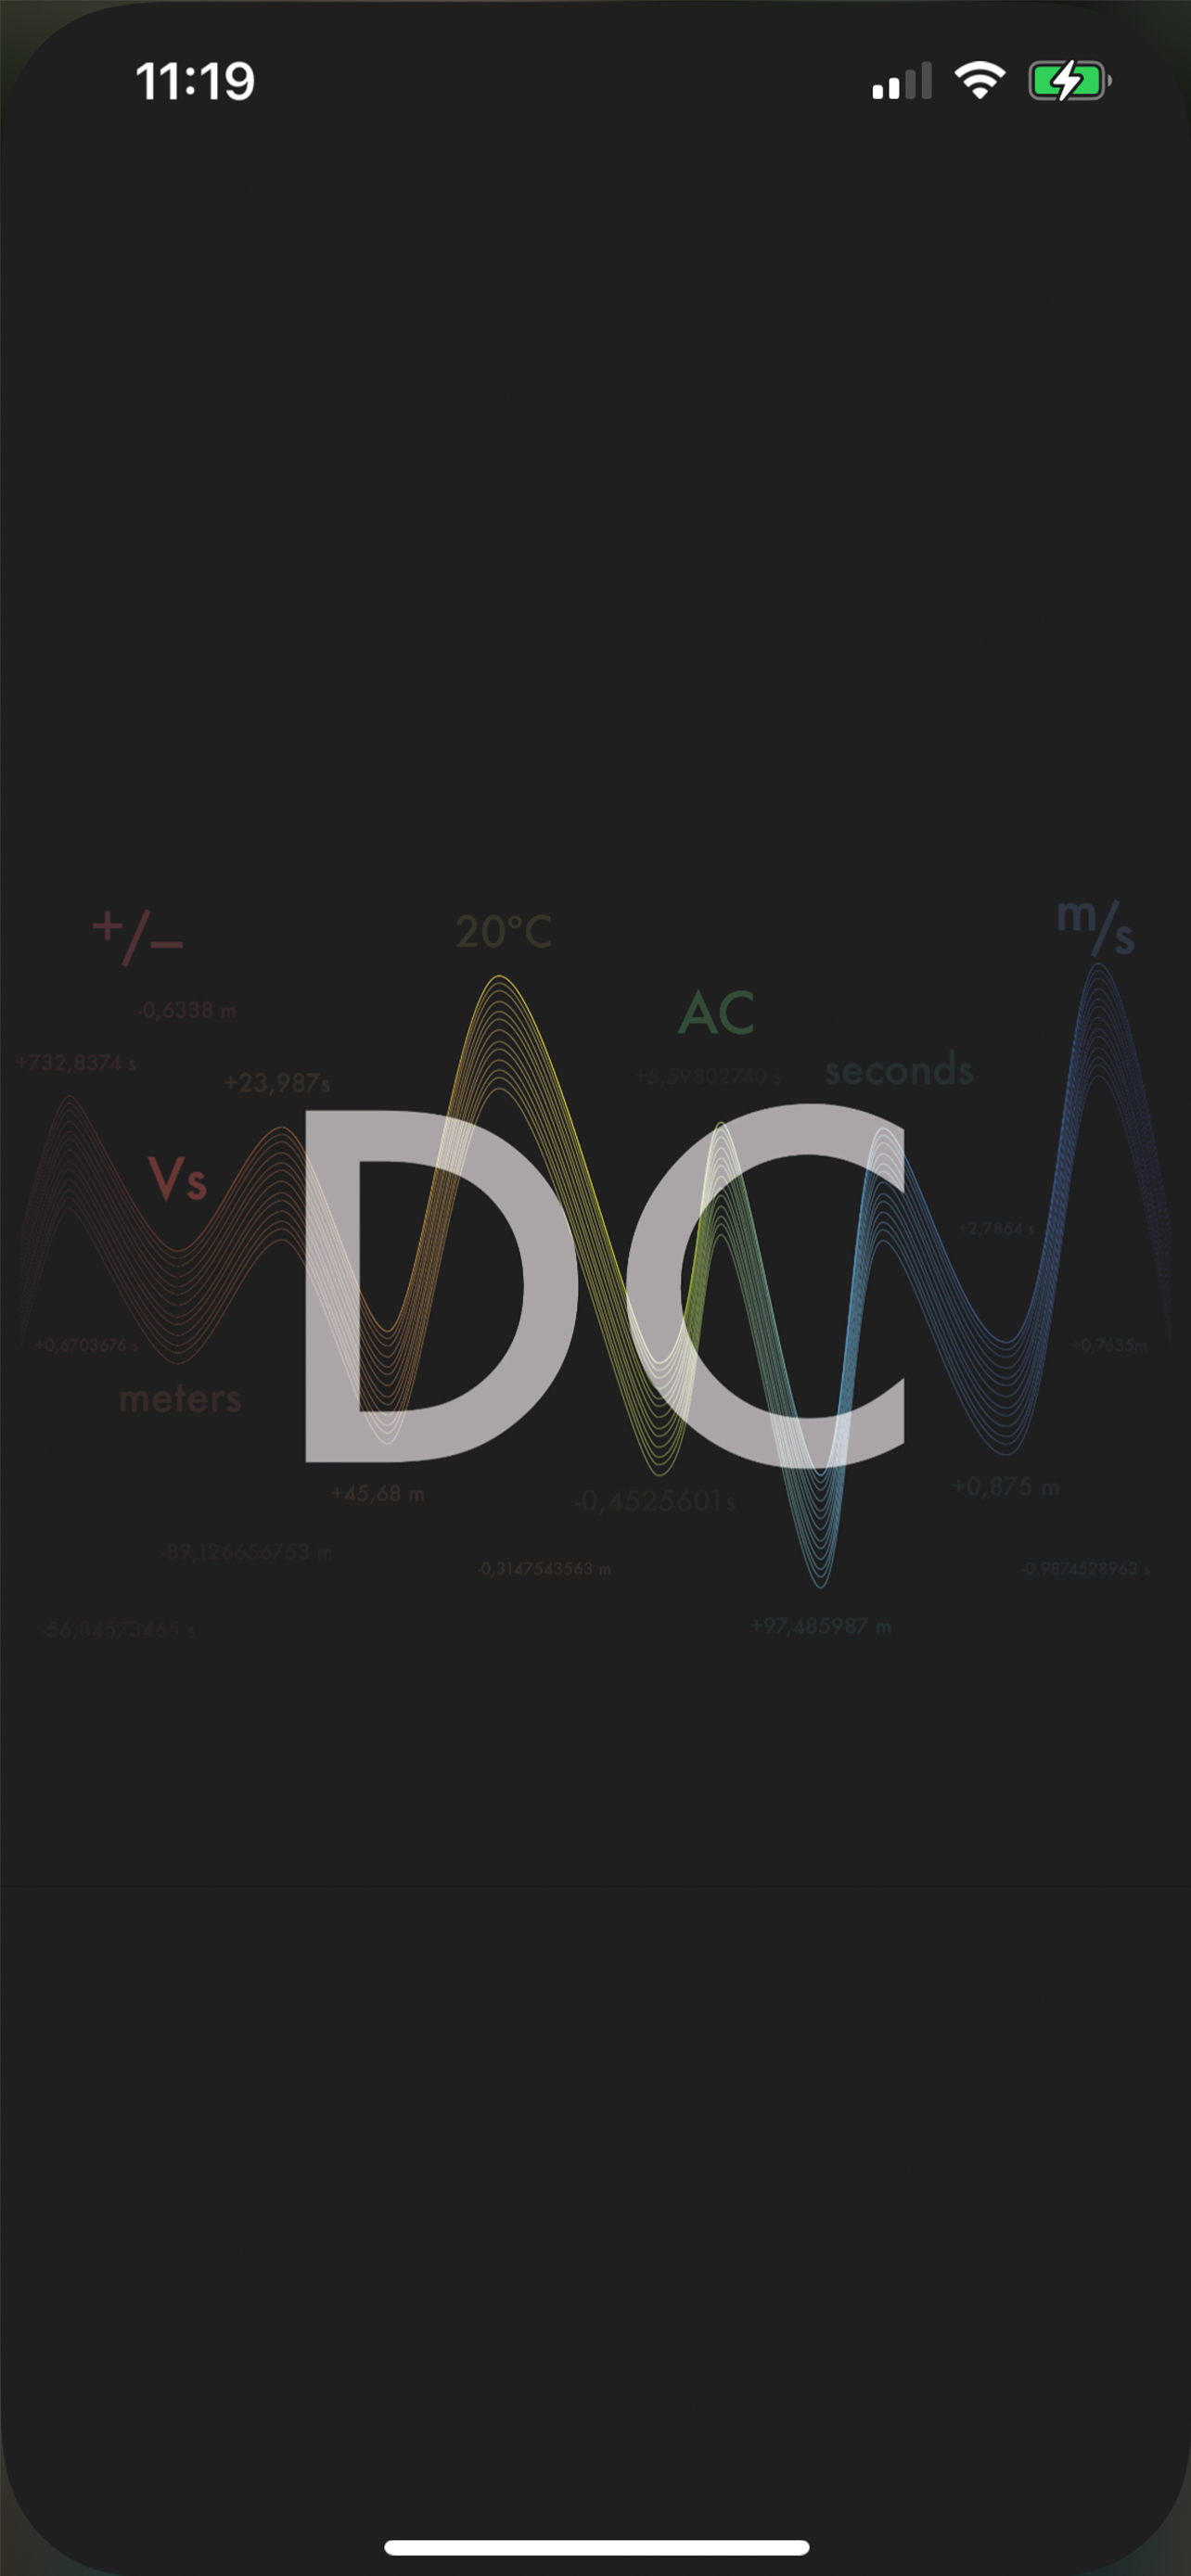 11:19
+/−
20°C
m/s
-0,6338 m
AC
+732,8374 s
+23,987s
+5,59802740 s
seconds
Vs
DC
+2,7864 s
+0,6703676 s
+0,7635m
meters
+45,68 m
-0,4525601s
+0,875 m
-89,126656753 m
-0,3147543563 m
-0,9874528963 s
-56,84573465 s
+97,485987 m